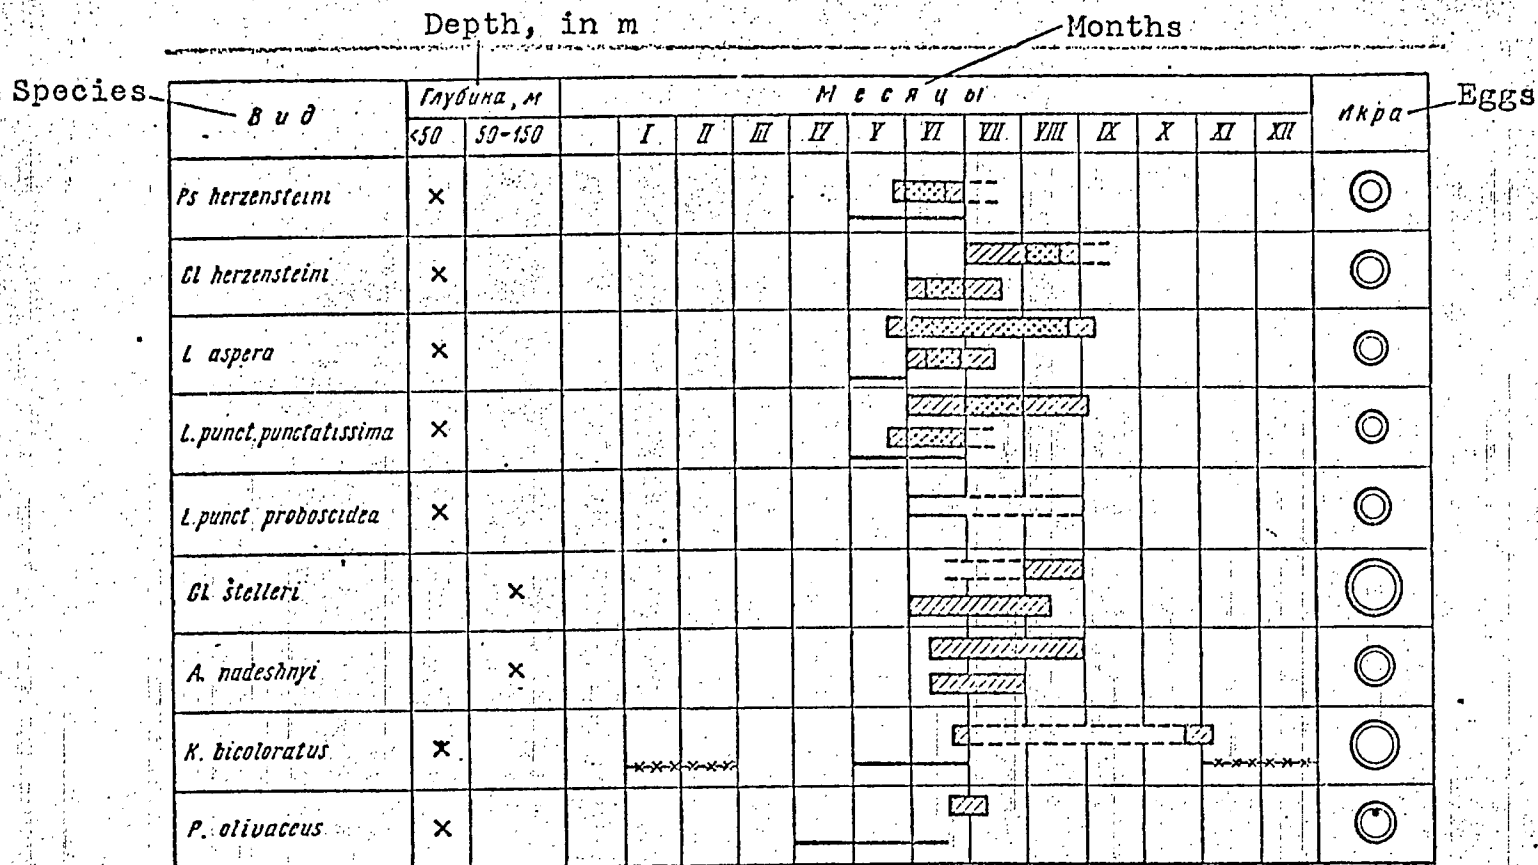 Depth, in m Months
Species Eggs
Вид Глубина, м Месяцы Икра
<50 50-150 I II III IV V VI VII VIII IX X XI XII
Ps herzensteini ×
Cl herzensteini ×
L aspera ×
L. punct. punctatissima ×
L. punct. proboscidea ×
Gl. stelleri ×
A. nadeshnyi ×
K. bicoloratus ×
P. olivaceus ×